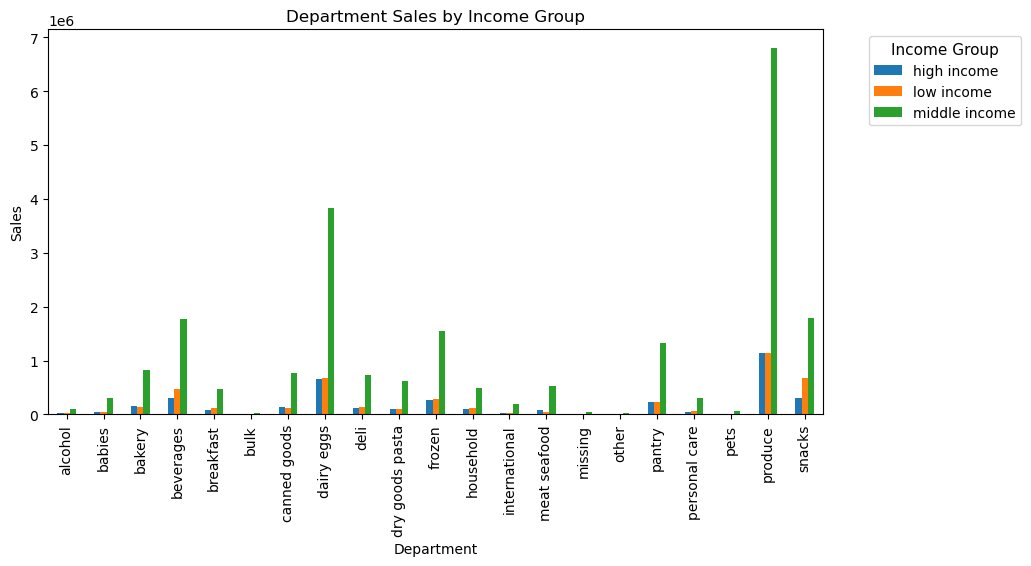 Department Sales by Income Group
1e6
7
6
5
4
3
2
1
0
Sales
alcohol
babies
bakery
beverages
breakfast
bulk
canned goods
dairy eggs
deli
dry goods pasta
frozen
household
international
meat seafood
missing
other
pantry
personal care
pets
produce
snacks
Department
Income Group
high income
low income
middle income